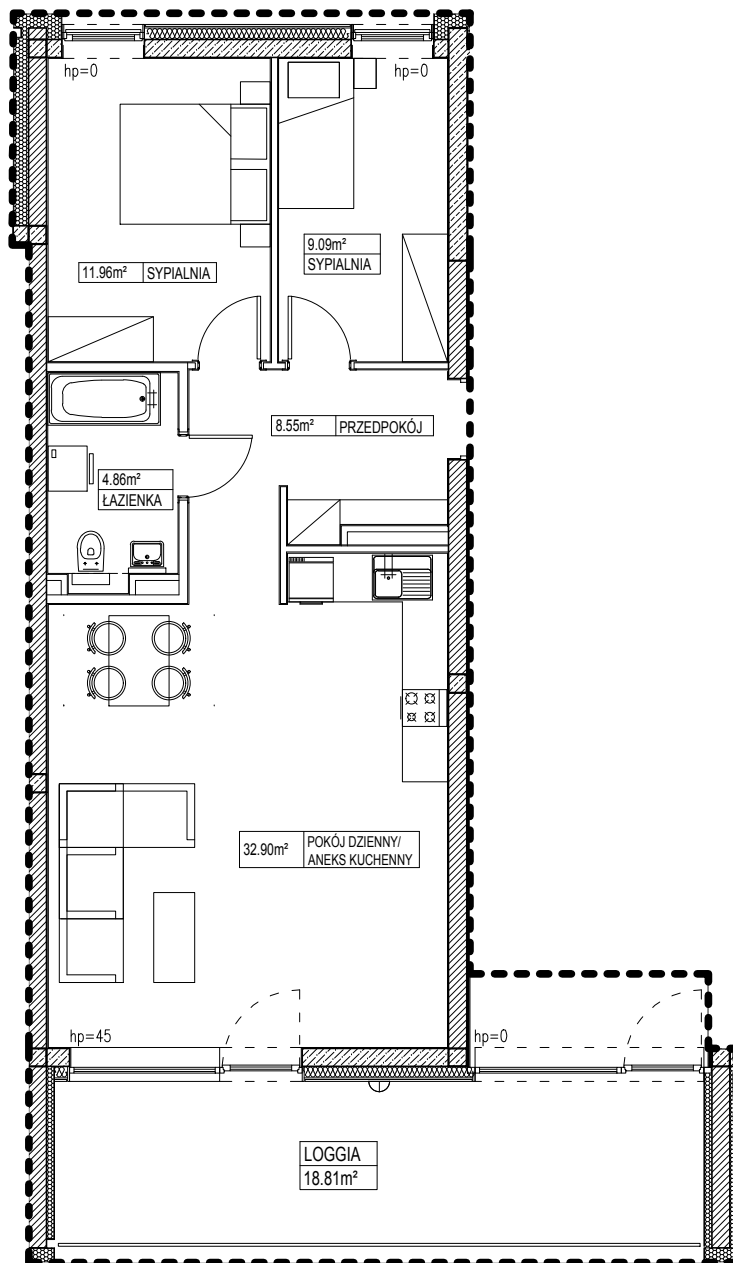 hp=0
hp=0
9.09m²
SYPIALNIA
11.96m² SYPIALNIA
8.55m² PRZEDPOKÓJ
4.86m²
ŁAZIENKA
32.90m² POKÓJ DZIENNY/
ANEKS KUCHENNY
hp=45
hp=0
LOGGIA
18.81m²